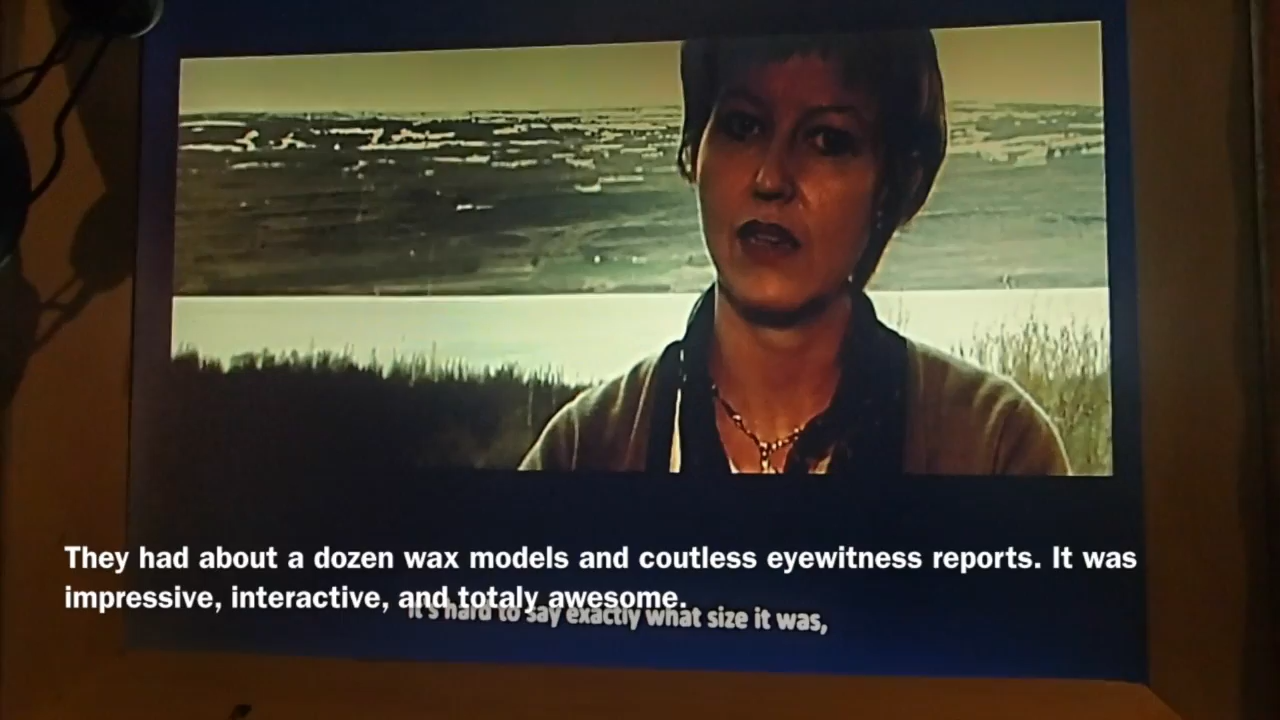 They had about a dozen wax models and coutless eyewitness reports. It was
impressive, interactive, and totaly awesome.
It's hard to say exactly what size it was,